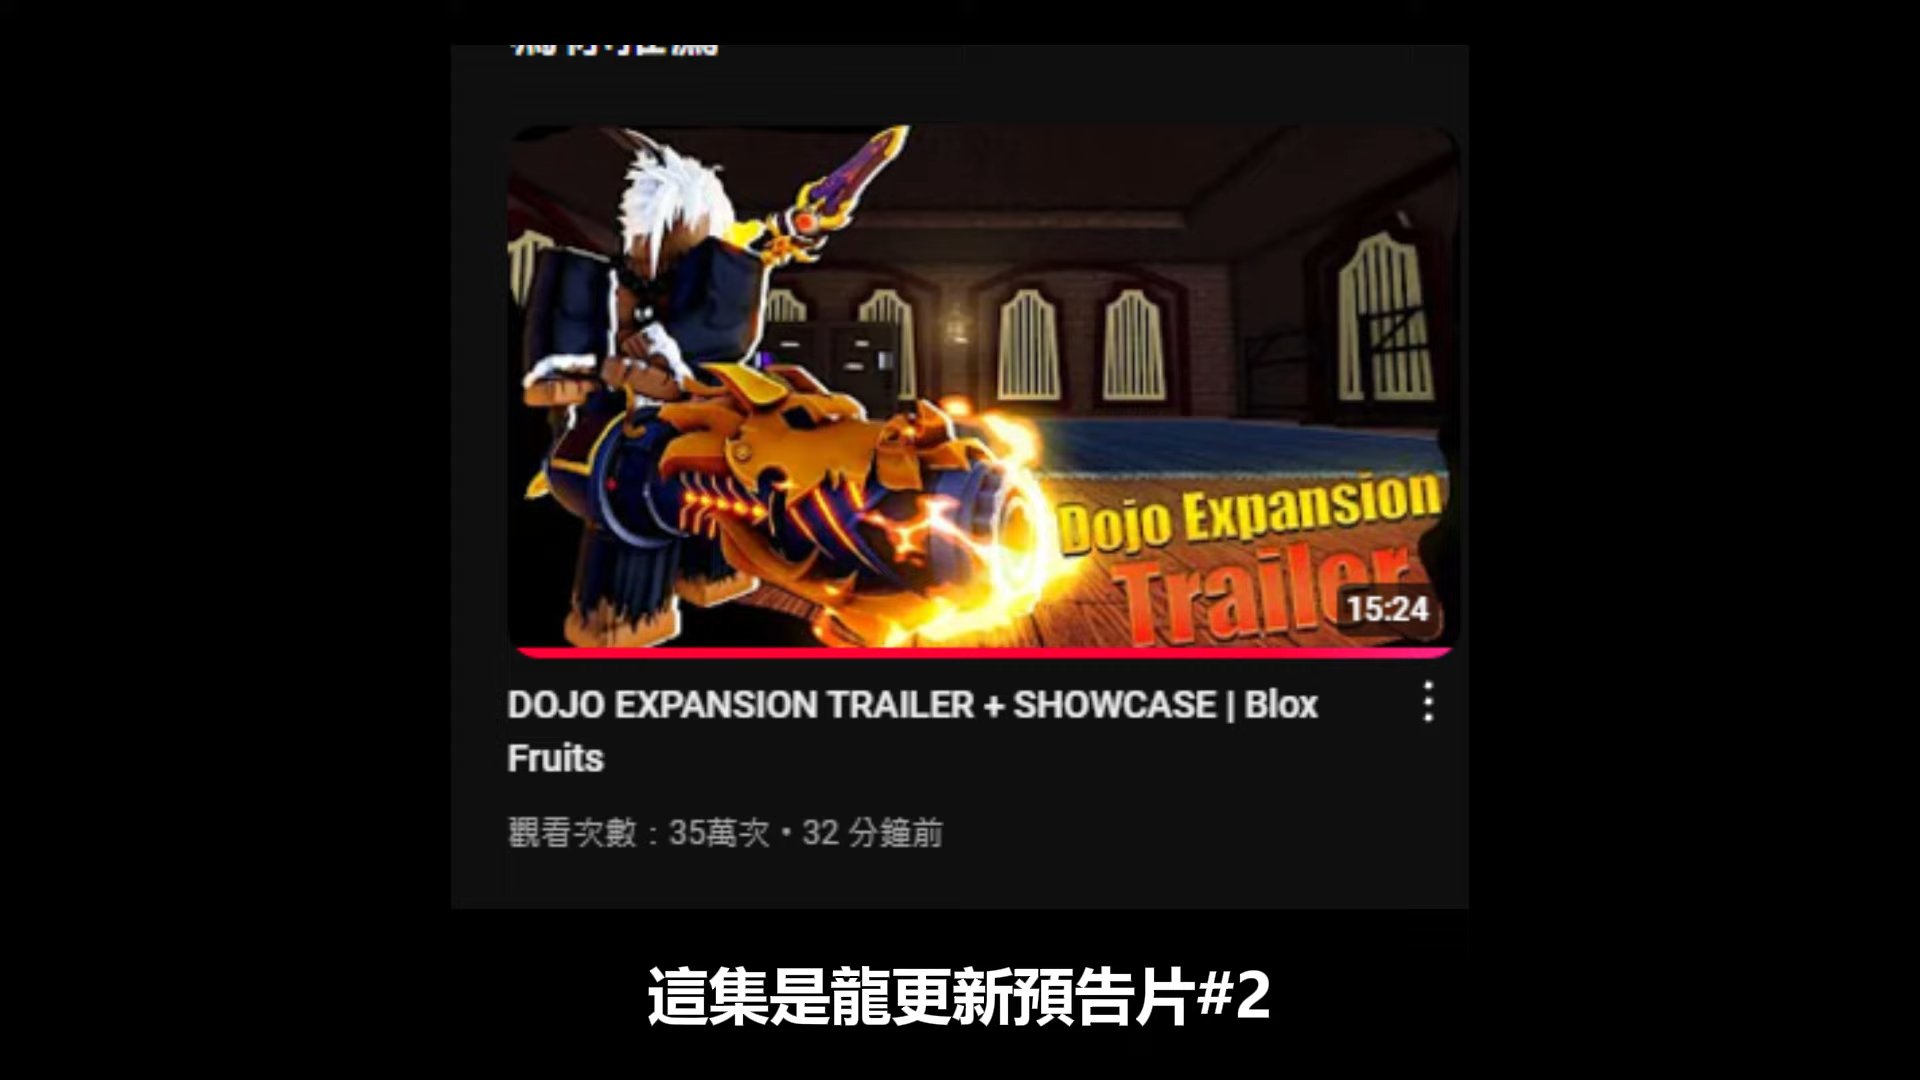 Dojo Expansion
Trailer
15:24
DOJO EXPANSION TRAILER + SHOWCASE | Blox
Fruits
觀看次數：35萬次・32 分鐘前
這集是龍更新預告片#2